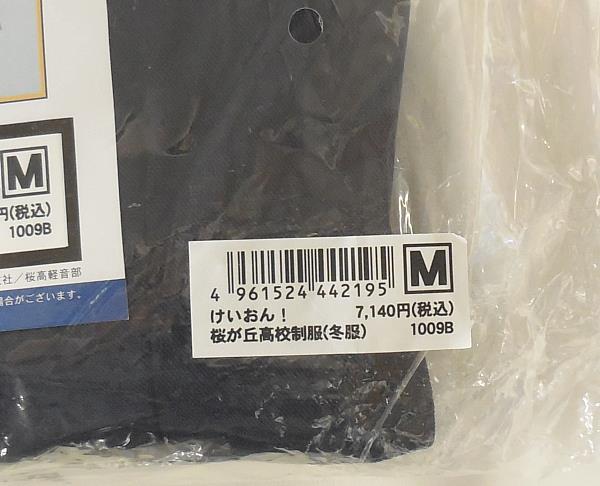 M
円(税込)
1009B
社／桜高軽音部
場合がございます。
M
4 961524 442195
けいおん！ 7,140円(税込)
桜が丘高校制服(冬服) 1009B